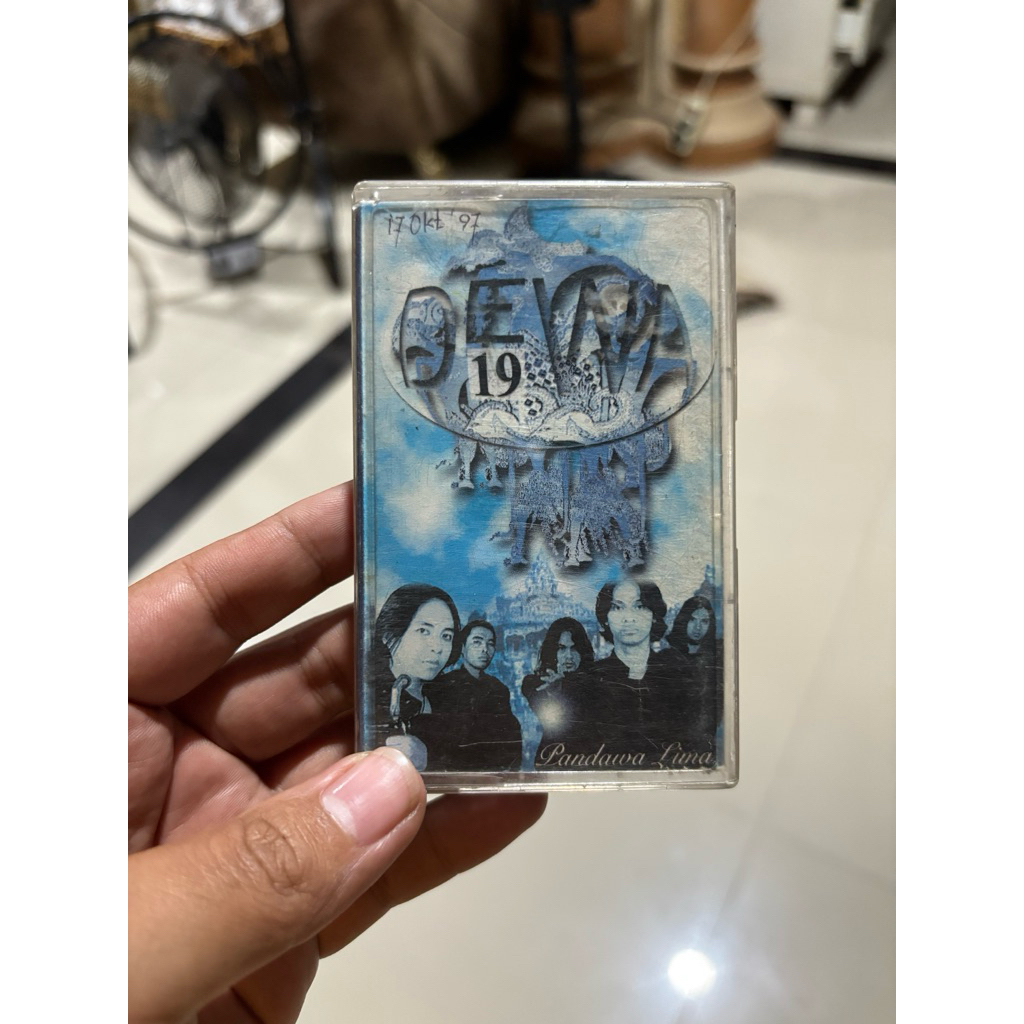 17 Okt '97
DEWA
19
Pandawa Lima